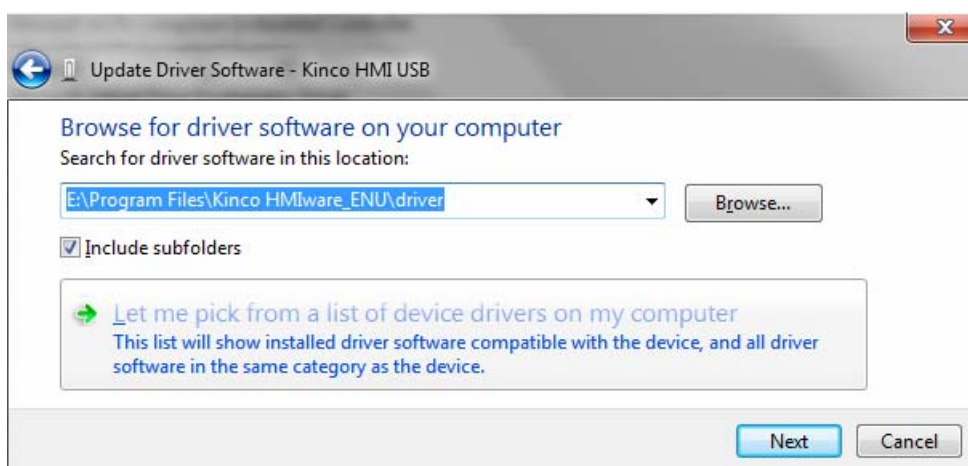 Update Driver Software - Kinco HMI USB
Browse for driver software on your computer
Search for driver software in this location:
E:\Program Files\Kinco HMIware_ENU\driver
Browse...
Include subfolders
Let me pick from a list of device drivers on my computer
This list will show installed driver software compatible with the device, and all driver
software in the same category as the device.
Next
Cancel